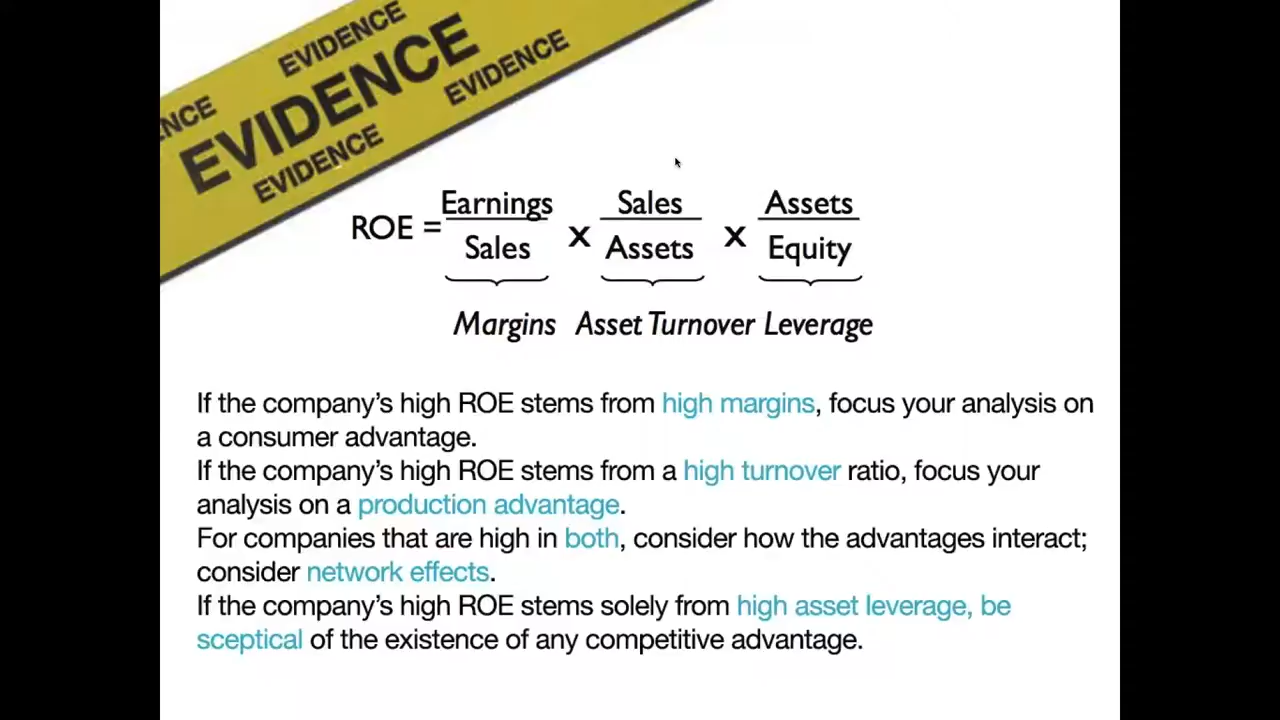 EVIDENCE
EVIDENCE
EVIDENCE
ENCE
EVIDENCE
ROE = Earnings x Sales x Assets
Sales Assets Equity
Margins Asset Turnover Leverage
If the company's high ROE stems from high margins, focus your analysis on
a consumer advantage.
If the company's high ROE stems from a high turnover ratio, focus your
analysis on a production advantage.
For companies that are high in both, consider how the advantages interact;
consider network effects.
If the company's high ROE stems solely from high asset leverage, be
sceptical of the existence of any competitive advantage.